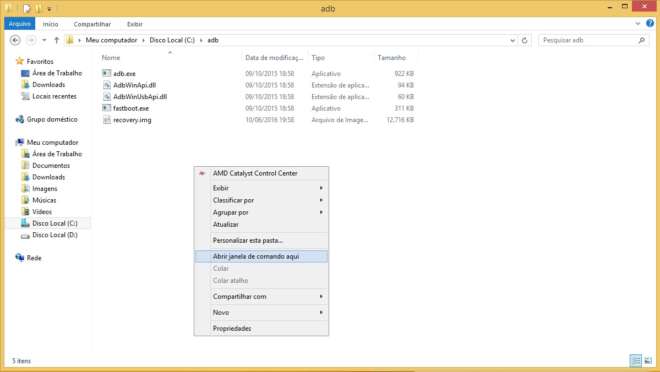 adb
Arquivo Início Compartilhar Exibir
Meu computador Disco Local (C:) adb
Pesquisar adb
Nome Data de modificaç... Tipo Tamanho
adb.exe 09/10/2015 18:58 Aplicativo 922 KB
AdbWinApi.dll 09/10/2015 18:58 Extensão de aplica... 94 KB
AdbWinUsbApi.dll 09/10/2015 18:58 Extensão de aplica... 60 KB
fastboot.exe 09/10/2015 18:58 Aplicativo 311 KB
recovery.img 10/06/2016 19:58 Arquivo de Image... 12.716 KB
Favoritos
Área de Trabalho
Downloads
Locais recentes
Grupo doméstico
Meu computador
Área de Trabalho
Documentos
Downloads
Imagens
Músicas
Vídeos
Disco Local (C:)
Disco Local (D:)
Rede
AMD Catalyst Control Center
Exibir
Classificar por
Agrupar por
Atualizar
Personalizar esta pasta...
Abrir janela de comando aqui
Colar
Colar atalho
Compartilhar com
Novo
Propriedades
5 itens